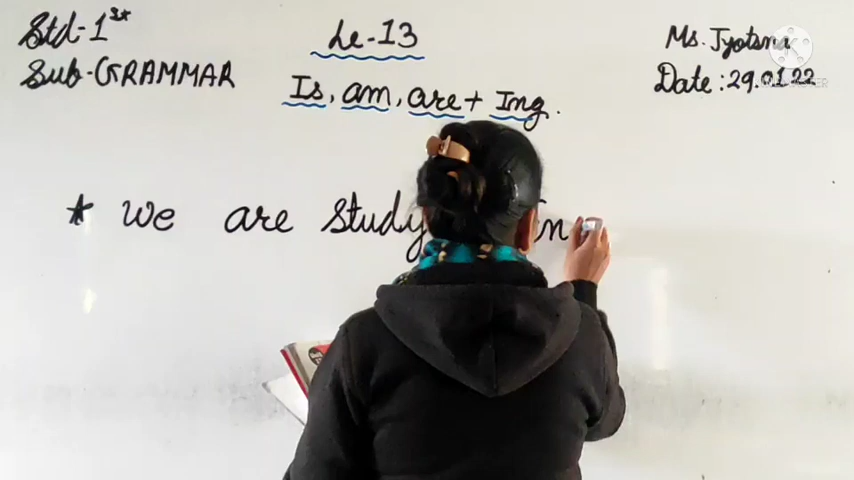 Std-1st
Sub-GRAMMAR
Le-13
Is, am, are + Ing.
Ms. Jyotsna
Date : 29.01.22
* we are study In